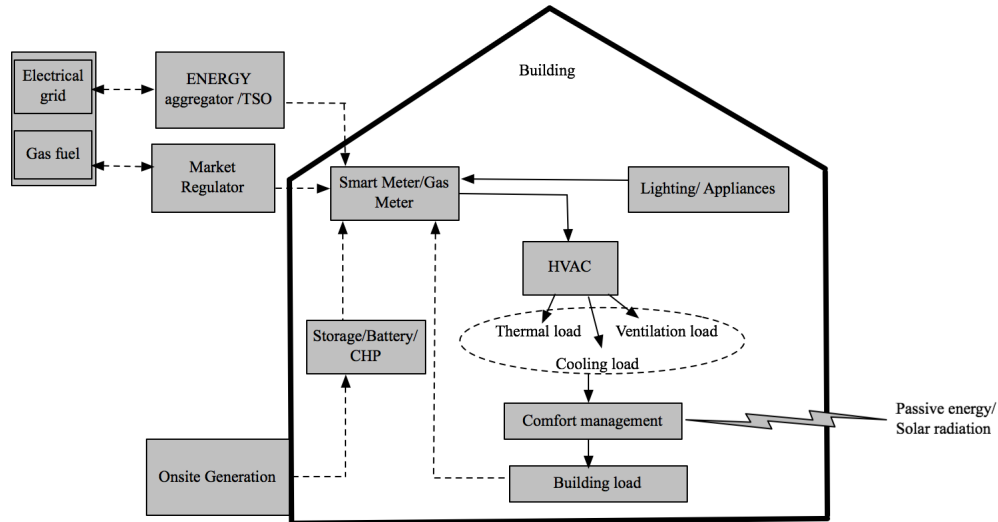 Building
Electrical
grid
ENERGY
aggregator /TSO
Gas fuel
Market
Regulator
Smart Meter/Gas
Meter
Lighting/ Appliances
HVAC
Thermal load
Ventilation load
Cooling load
Storage/Battery/
CHP
Comfort management
Passive energy/
Solar radiation
Onsite Generation
Building load